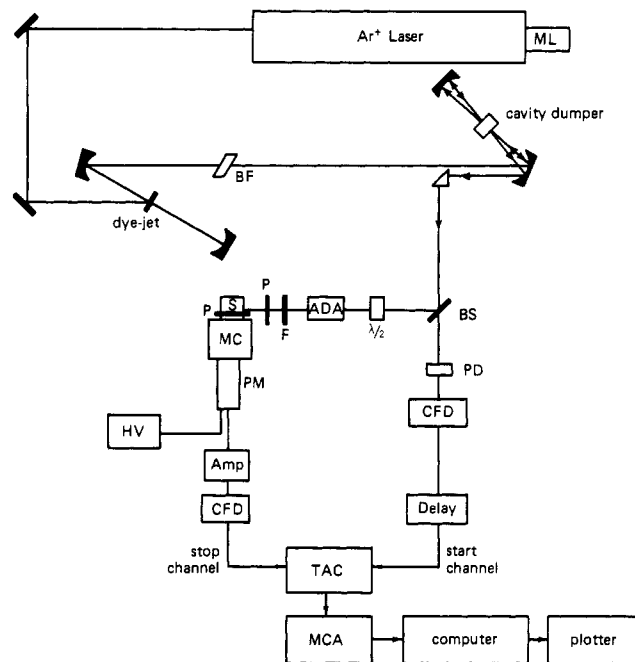 Ar+ Laser
ML
cavity dumper
BF
dye-jet
P
S
P
F
ADA
λ/2
BS
MC
PM
PD
HV
CFD
Amp
CFD
Delay
stop
channel
start
channel
TAC
MCA
computer
plotter